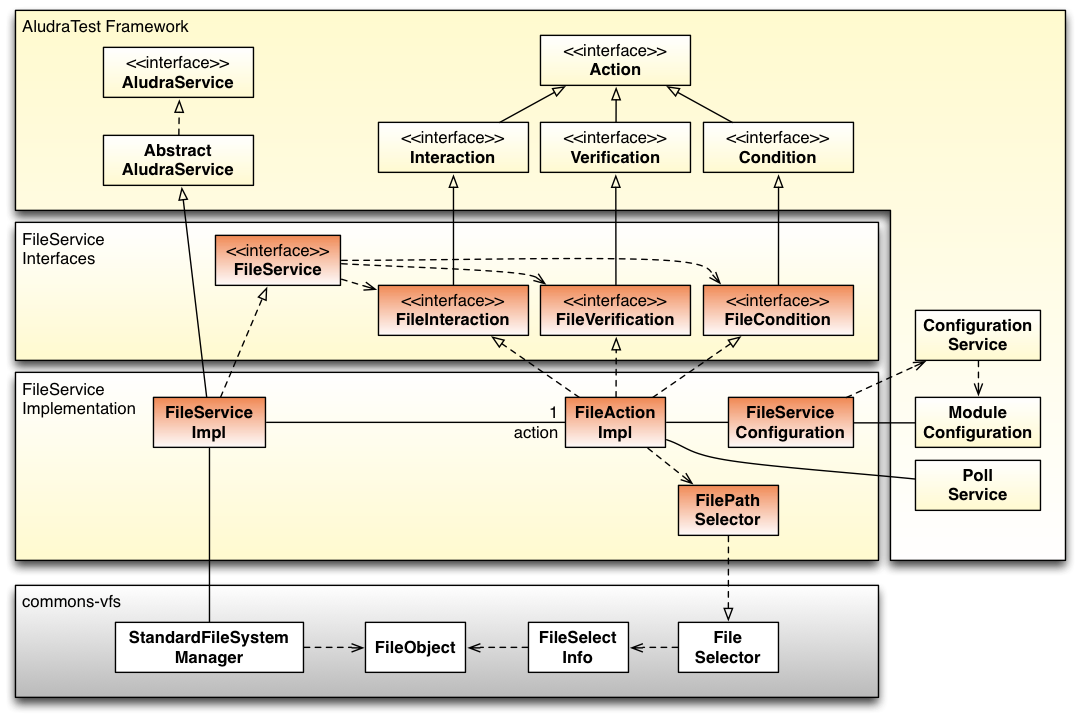 AludraTest Framework
<<interface>>
AludraService
<<interface>>
Action
Abstract
AludraService
<<interface>>
Interaction
<<interface>>
Verification
<<interface>>
Condition
FileService
Interfaces
<<interface>>
FileService
<<interface>>
FileInteraction
<<interface>>
FileVerification
<<interface>>
FileCondition
Configuration
Service
FileService
Implementation
FileService
Impl
1
action
FileAction
Impl
FileService
Configuration
Module
Configuration
Poll
Service
FilePath
Selector
commons-vfs
StandardFileSystem
Manager
FileObject
FileSelect
Info
File
Selector